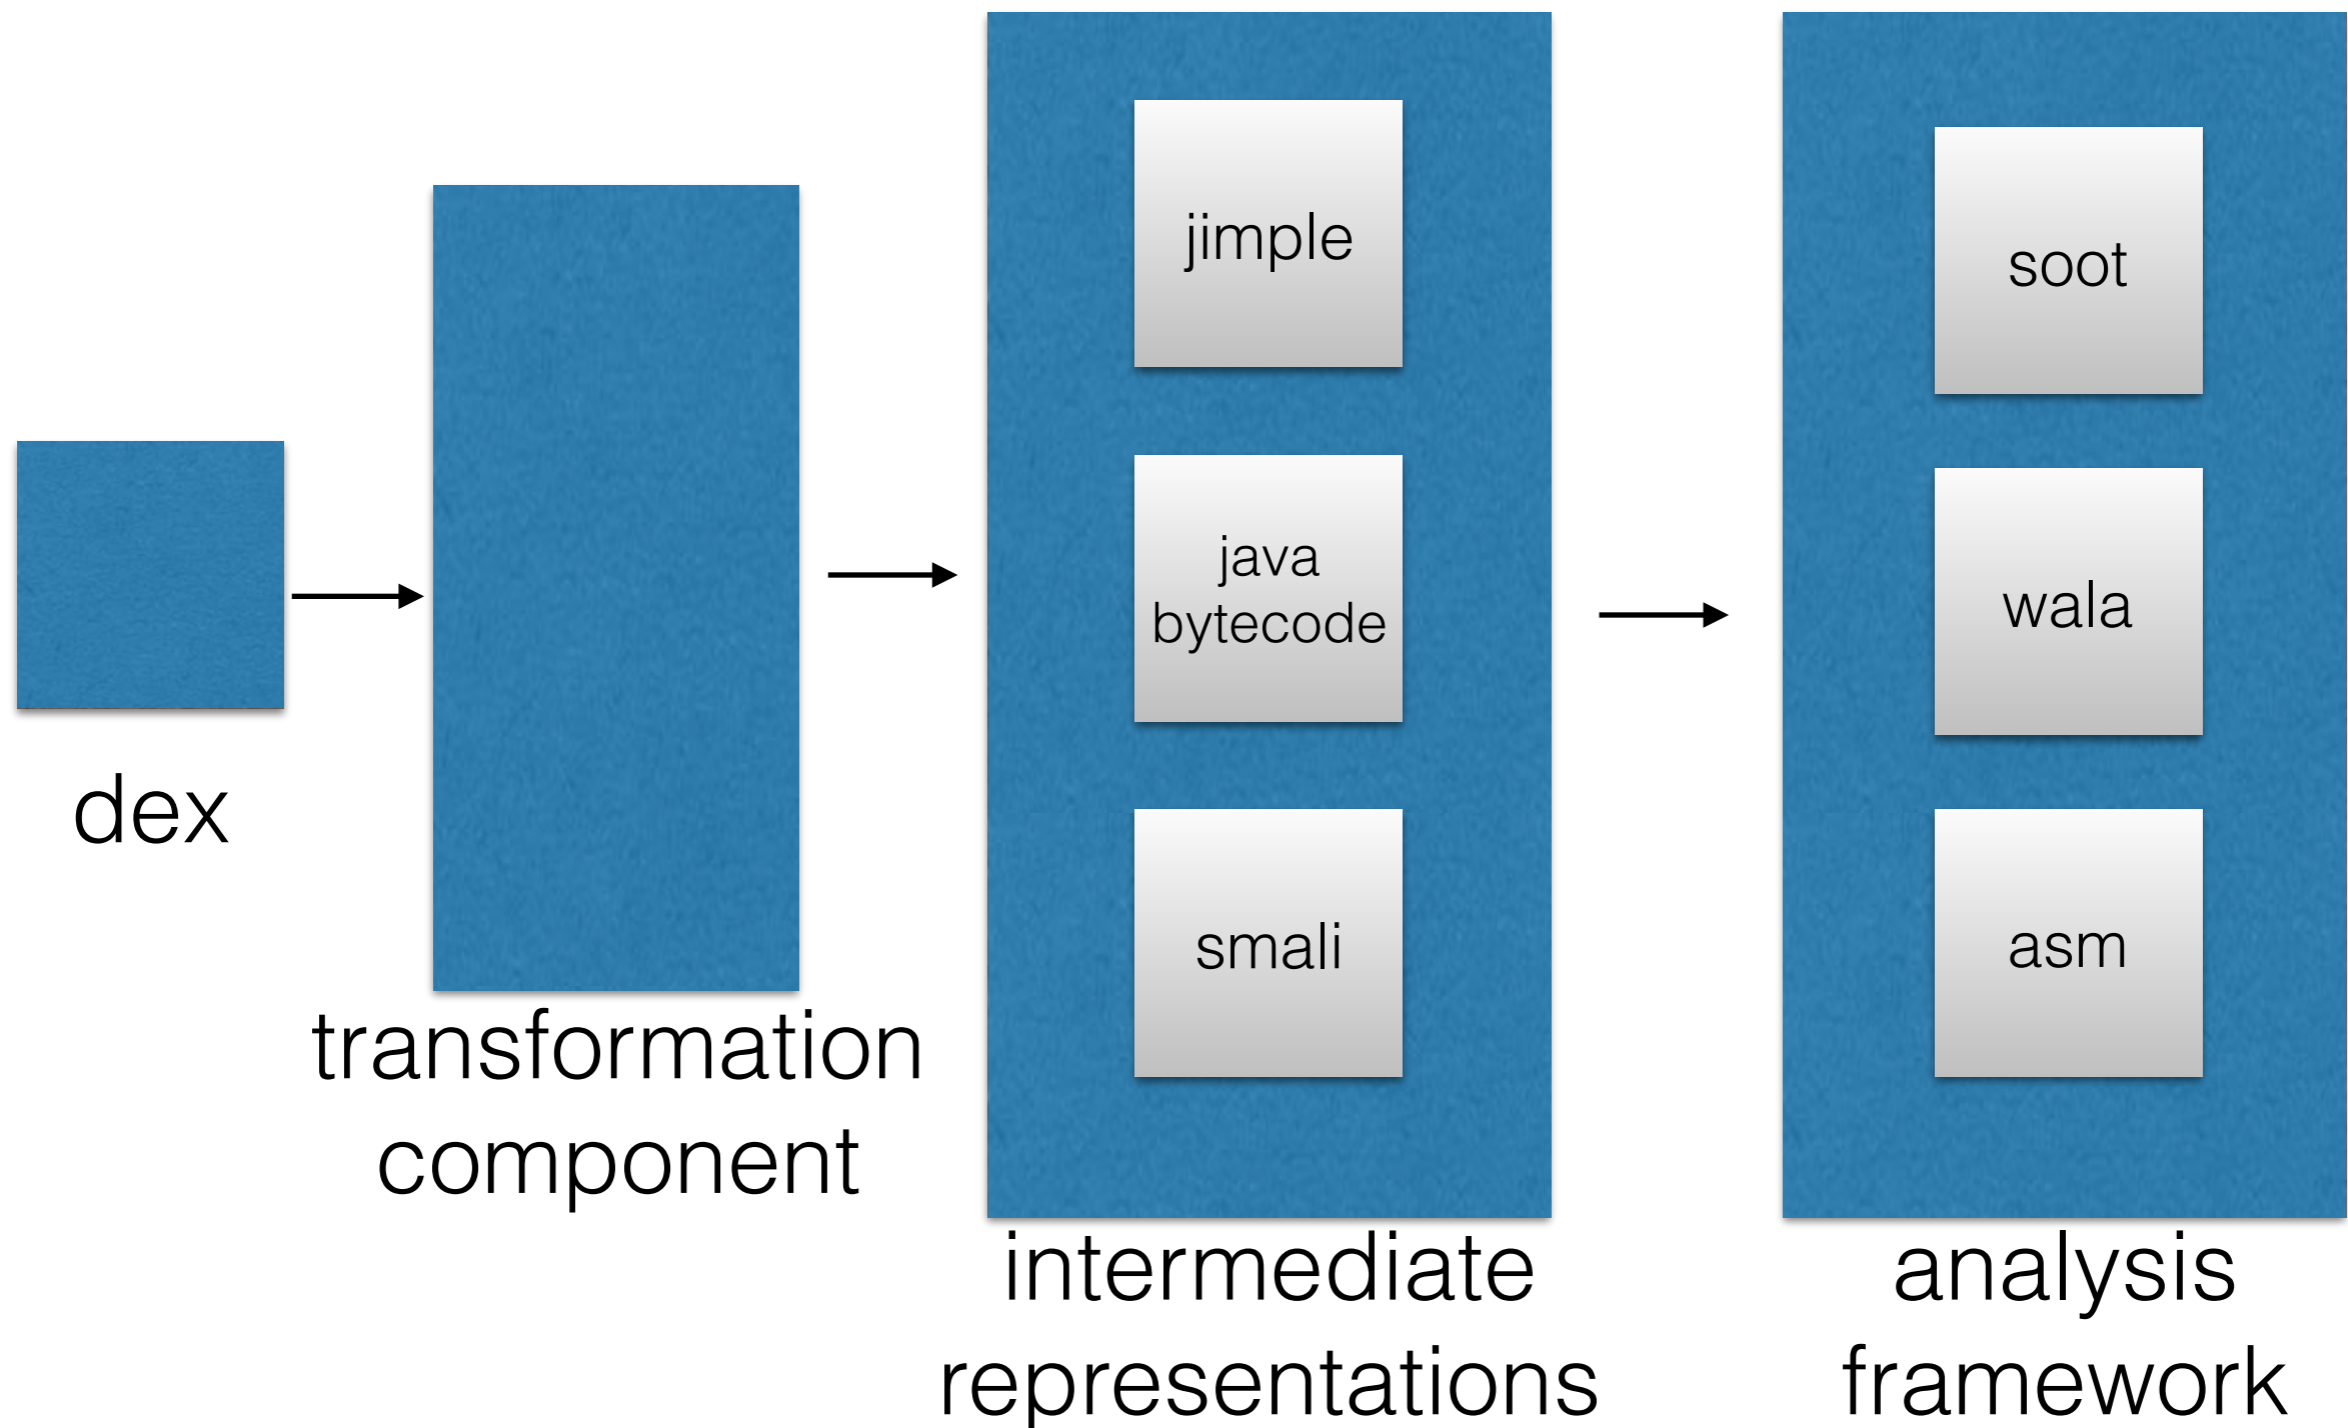 dex
transformation
component
jimple
java
bytecode
smali
intermediate
representations
soot
wala
asm
analysis
framework